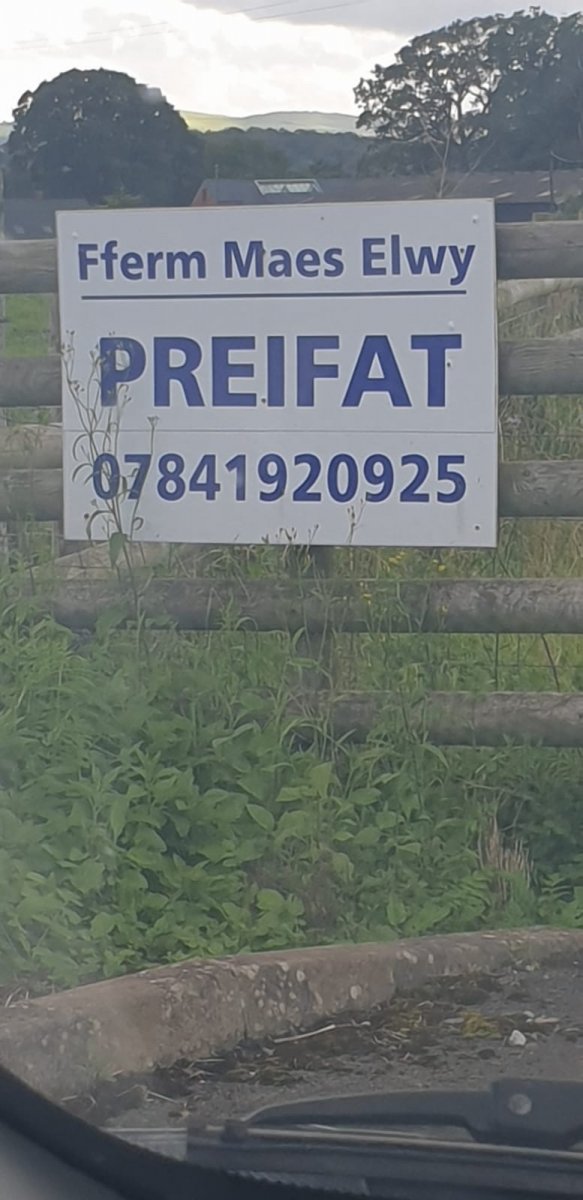 Fferm Maes Elwy
PREIFAT
07841920925